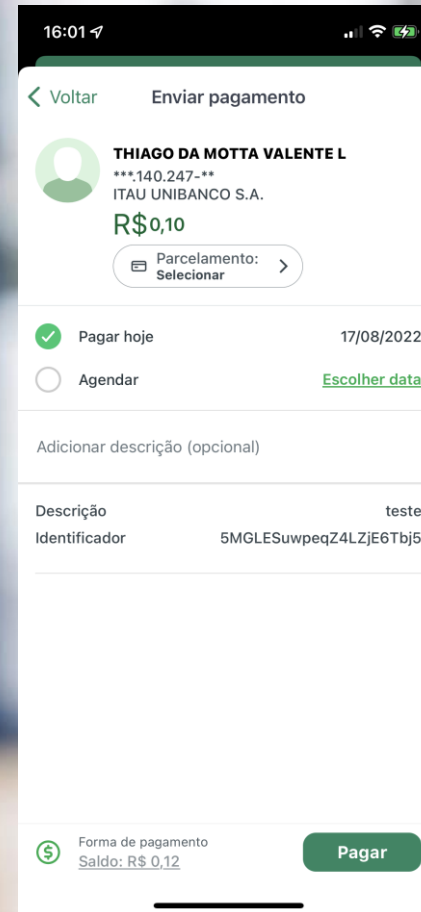 16:01
Voltar
Enviar pagamento
THIAGO DA MOTTA VALENTE L
***.140.247-**
ITAU UNIBANCO S.A.
R$0,10
Parcelamento:
Selecionar
Pagar hoje
17/08/2022
Agendar
Escolher data
Adicionar descrição (opcional)
Descrição
teste
Identificador
5MGLESuwpeqZ4LZjE6Tbj5
Forma de pagamento
Saldo: R$ 0,12
Pagar